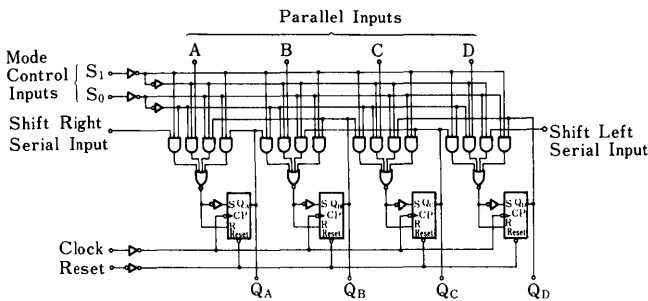 Parallel Inputs
A B C D
Mode
Control
Inputs
S1
S0
Shift Right
Serial Input
Shift Left
Serial Input
S QA
CP
R
Reset
S QB
CP
R
Reset
S QC
CP
R
Reset
S QD
CP
R
Reset
Clock
Reset
QA QB QC QD